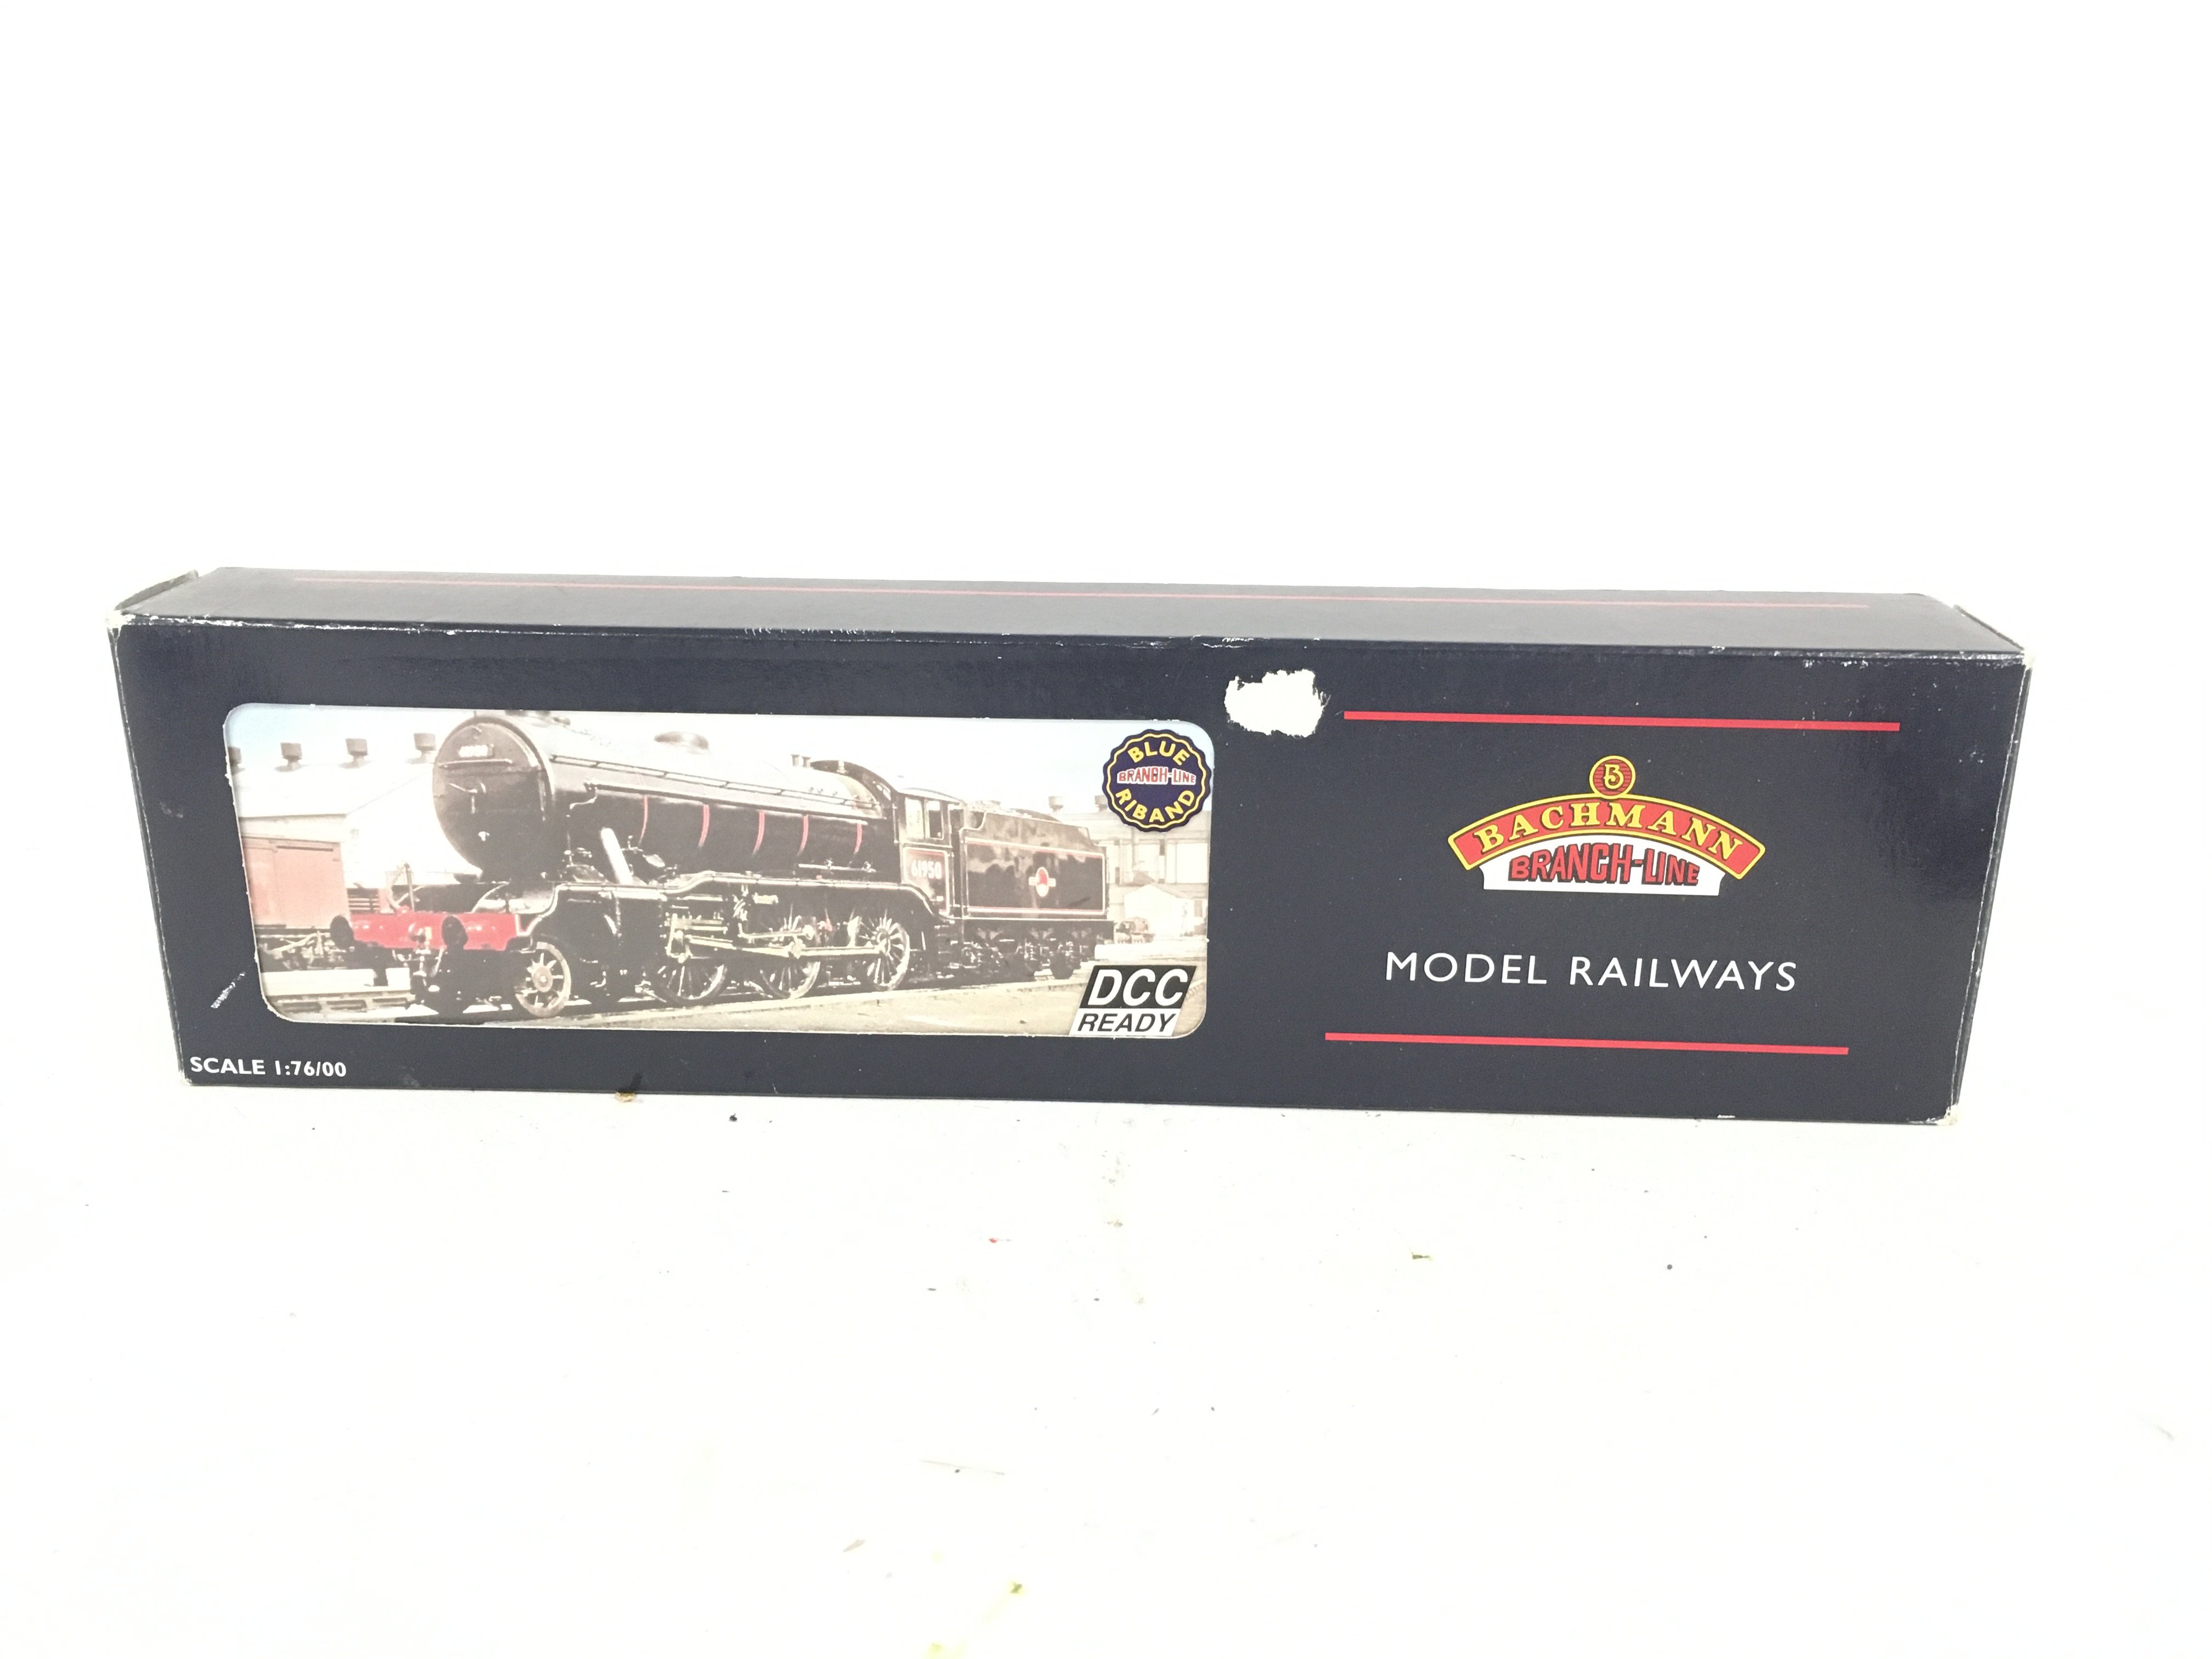 BLUE
BRANCH-LINE
RIBAND
61950
DCC
READY
SCALE 1:76/00
B
BACHMANN
BRANCH-LINE
MODEL RAILWAYS